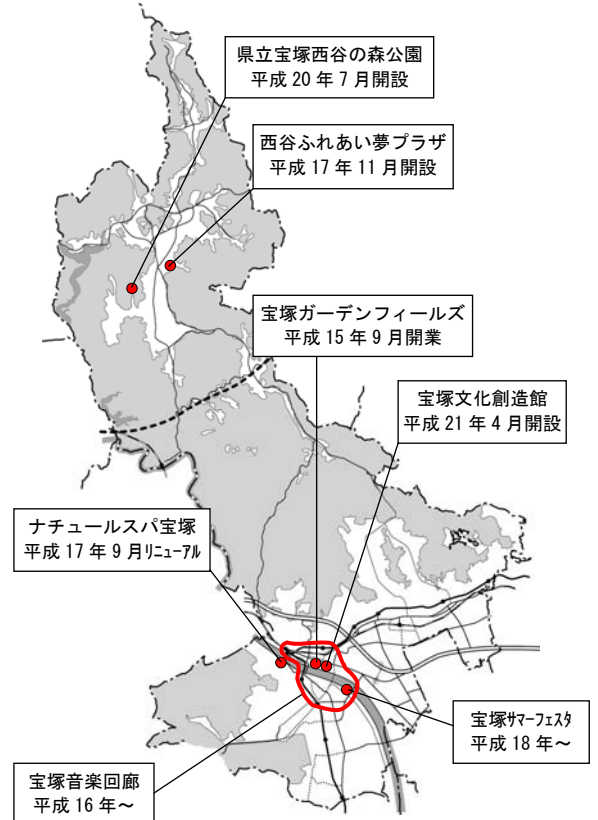 県立宝塚西谷の森公園
平成 20 年 7 月開設
西谷ふれあい夢プラザ
平成 17 年 11 月開設
宝塚ガーデンフィールズ
平成 15 年 9 月開業
宝塚文化創造館
平成 21 年 4 月開設
ナチュールスパ宝塚
平成 17 年 9 月ﾘﾆｭｰｱﾙ
宝塚ｻﾏｰﾌｪｽﾀ
平成 18 年～
宝塚音楽回廊
平成 16 年～